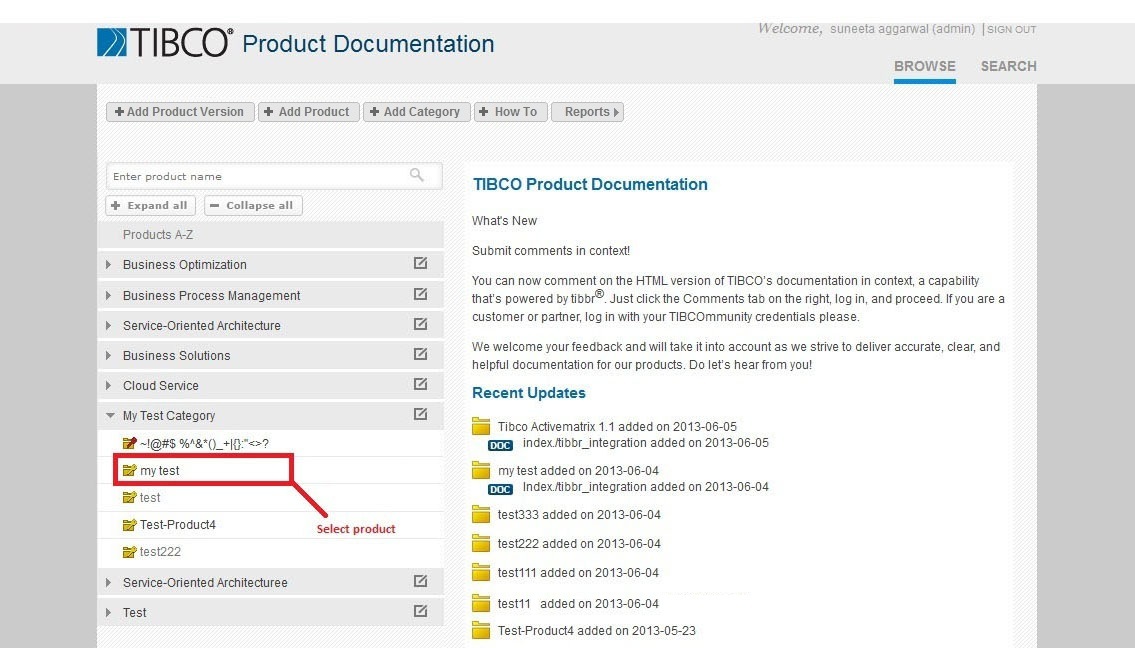 TIBCO® Product Documentation
Welcome, suneeta aggarwal (admin) | SIGN OUT
BROWSE SEARCH
Add Product Version Add Product Add Category How To Reports
Enter product name
Expand all Collapse all
Products A-Z
Business Optimization
Business Process Management
Service-Oriented Architecture
Business Solutions
Cloud Service
My Test Category
~!@#$ %^&*()_+|{}:"<>?
my test
test
Test-Product4
test222
Service-Oriented Architecturee
Test
Select product
TIBCO Product Documentation
What's New
Submit comments in context!
You can now comment on the HTML version of TIBCO's documentation in context, a capability
that's powered by tibbr®. Just click the Comments tab on the right, log in, and proceed. If you are a
customer or partner, log in with your TIBCOmmunity credentials please.
We welcome your feedback and will take it into account as we strive to deliver accurate, clear, and
helpful documentation for our products. Do let's hear from you!
Recent Updates
Tibco Activematrix 1.1 added on 2013-06-05
DOC index./tibbr_integration added on 2013-06-05
my test added on 2013-06-04
DOC Index./tibbr_integration added on 2013-06-04
test333 added on 2013-06-04
test222 added on 2013-06-04
test111 added on 2013-06-04
test11 added on 2013-06-04
Test-Product4 added on 2013-05-23